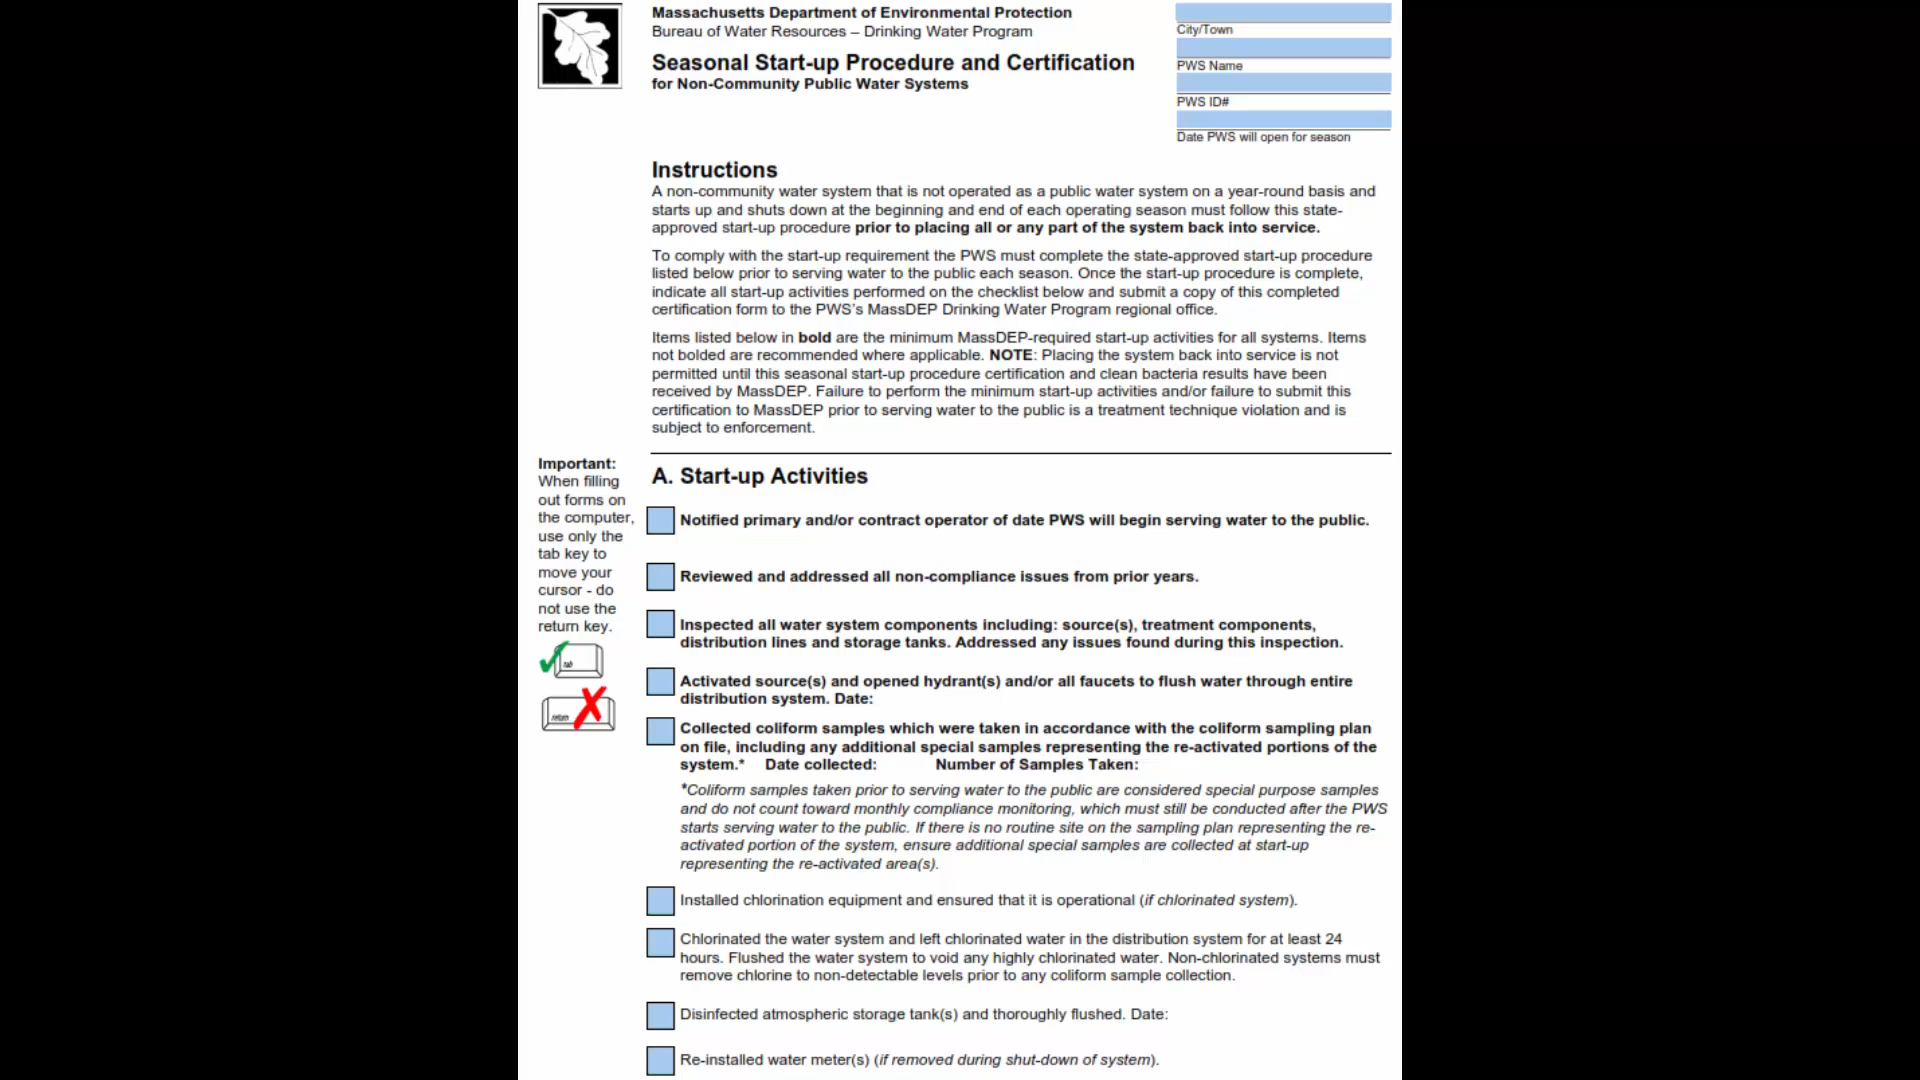 Massachusetts Department of Environmental Protection
Bureau of Water Resources – Drinking Water Program
Seasonal Start-up Procedure and Certification
for Non-Community Public Water Systems
City/Town
PWS Name
PWS ID#
Date PWS will open for season
Instructions
A non-community water system that is not operated as a public water system on a year-round basis and
starts up and shuts down at the beginning and end of each operating season must follow this state-
approved start-up procedure prior to placing all or any part of the system back into service.
To comply with the start-up requirement the PWS must complete the state-approved start-up procedure
listed below prior to serving water to the public each season. Once the start-up procedure is complete,
indicate all start-up activities performed on the checklist below and submit a copy of this completed
certification form to the PWS's MassDEP Drinking Water Program regional office.
Items listed below in bold are the minimum MassDEP-required start-up activities for all systems. Items
not bolded are recommended where applicable. NOTE: Placing the system back into service is not
permitted until this seasonal start-up procedure certification and clean bacteria results have been
received by MassDEP. Failure to perform the minimum start-up activities and/or failure to submit this
certification to MassDEP prior to serving water to the public is a treatment technique violation and is
subject to enforcement.
Important:
When filling
out forms on
the computer,
use only the
tab key to
move your
cursor - do
not use the
return key.
tab
return
A. Start-up Activities
Notified primary and/or contract operator of date PWS will begin serving water to the public.
Reviewed and addressed all non-compliance issues from prior years.
Inspected all water system components including: source(s), treatment components,
distribution lines and storage tanks. Addressed any issues found during this inspection.
Activated source(s) and opened hydrant(s) and/or all faucets to flush water through entire
distribution system. Date:
Collected coliform samples which were taken in accordance with the coliform sampling plan
on file, including any additional special samples representing the re-activated portions of the
system.* Date collected: Number of Samples Taken:
*Coliform samples taken prior to serving water to the public are considered special purpose samples
and do not count toward monthly compliance monitoring, which must still be conducted after the PWS
starts serving water to the public. If there is no routine site on the sampling plan representing the re-
activated portion of the system, ensure additional special samples are collected at start-up
representing the re-activated area(s).
Installed chlorination equipment and ensured that it is operational (if chlorinated system).
Chlorinated the water system and left chlorinated water in the distribution system for at least 24
hours. Flushed the water system to void any highly chlorinated water. Non-chlorinated systems must
remove chlorine to non-detectable levels prior to any coliform sample collection.
Disinfected atmospheric storage tank(s) and thoroughly flushed. Date:
Re-installed water meter(s) (if removed during shut-down of system).